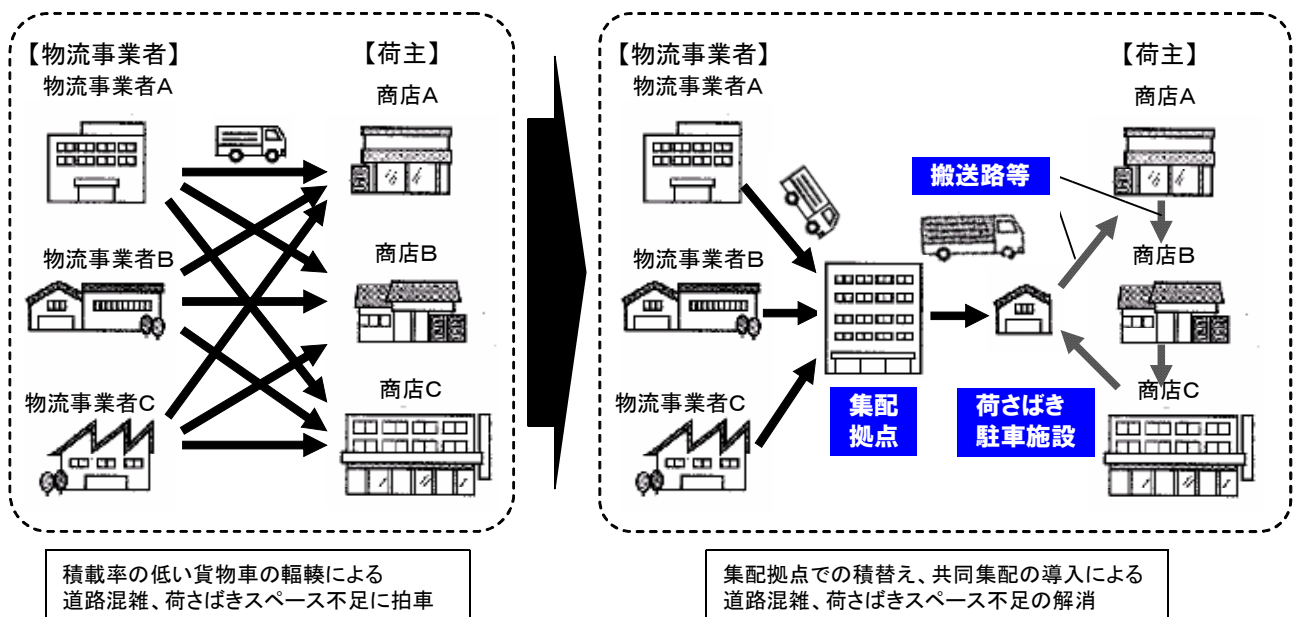 【物流事業者】
【荷主】
物流事業者A
商店A
物流事業者B
商店B
物流事業者C
商店C
積載率の低い貨物車の輻輳による
道路混雑、荷さばきスペース不足に拍車
【物流事業者】
【荷主】
物流事業者A
商店A
搬送路等
物流事業者B
商店B
物流事業者C
集配
拠点
荷さばき
駐車施設
商店C
集配拠点での積替え、共同集配の導入による
道路混雑、荷さばきスペース不足の解消